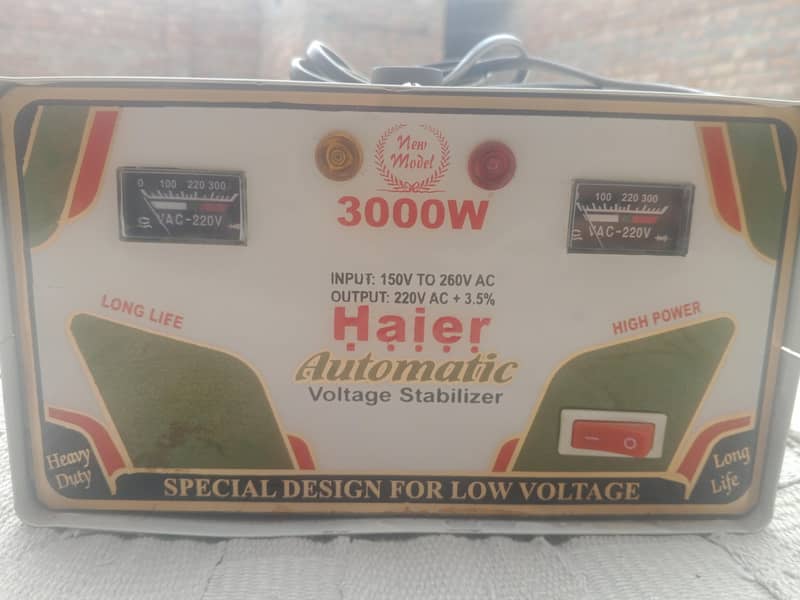 New
Model
3000W
0 100 220 300
VAC-220V
100 220 300
VAC-220V
INPUT: 150V TO 260V AC
OUTPUT: 220V AC + 3.5%
Haier
Automatic
Voltage Stabilizer
LONG LIFE
HIGH POWER
Heavy
Duty
SPECIAL DESIGN FOR LOW VOLTAGE
Long
Life